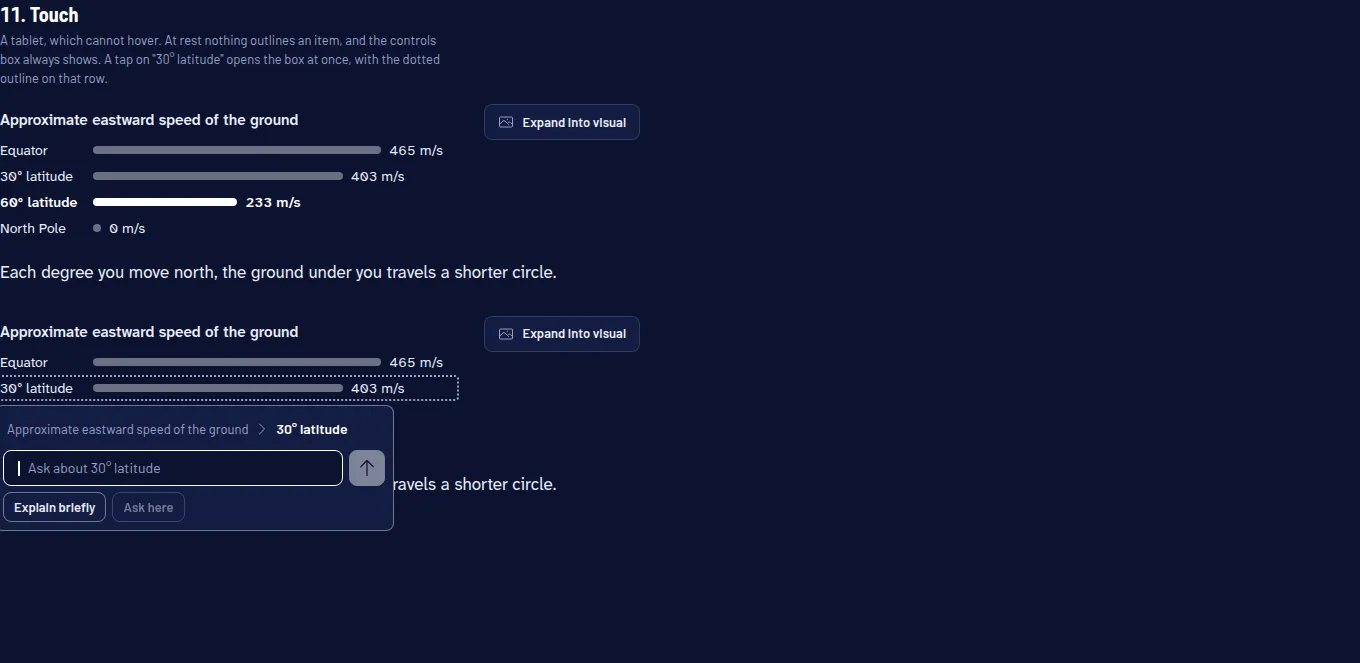 11. Touch
A tablet, which cannot hover. At rest nothing outlines an item, and the controls
box always shows. A tap on "30° latitude" opens the box at once, with the dotted
outline on that row.
Approximate eastward speed of the ground
Expand into visual
Equator 465 m/s
30° latitude 403 m/s
60° latitude 233 m/s
North Pole 0 m/s
Each degree you move north, the ground under you travels a shorter circle.
Approximate eastward speed of the ground
Expand into visual
Equator 465 m/s
30° latitude 403 m/s
Approximate eastward speed of the ground > 30° latitude
Ask about 30° latitude
ravels a shorter circle.
Explain briefly Ask here